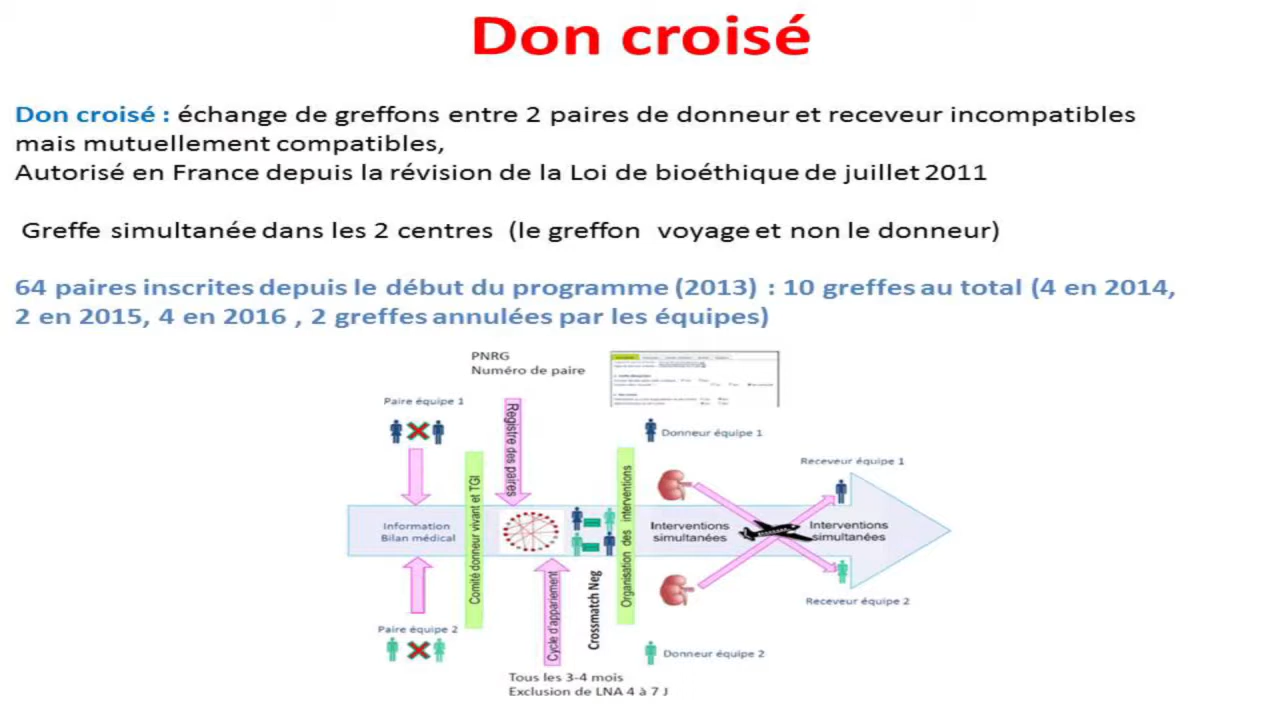 Don croisé
Don croisé : échange de greffons entre 2 paires de donneur et receveur incompatibles
mais mutuellement compatibles,
Autorisé en France depuis la révision de la Loi de bioéthique de juillet 2011
Greffe simultanée dans les 2 centres (le greffon voyage et non le donneur)
64 paires inscrites depuis le début du programme (2013) : 10 greffes au total (4 en 2014,
2 en 2015, 4 en 2016 , 2 greffes annulées par les équipes)
PNRG
Numéro de paire
Paire équipe 1
Registre des paires
Donneur équipe 1
Receveur équipe 1
Comité donneur vivant et TGI
Organisation des interventions
Information
Bilan médical
Interventions
simultanées
Interventions
simultanées
Cycle d'appariement
Crossmatch Neg
Receveur équipe 2
Paire équipe 2
Donneur équipe 2
Tous les 3-4 mois
Exclusion de LNA 4 à 7 J